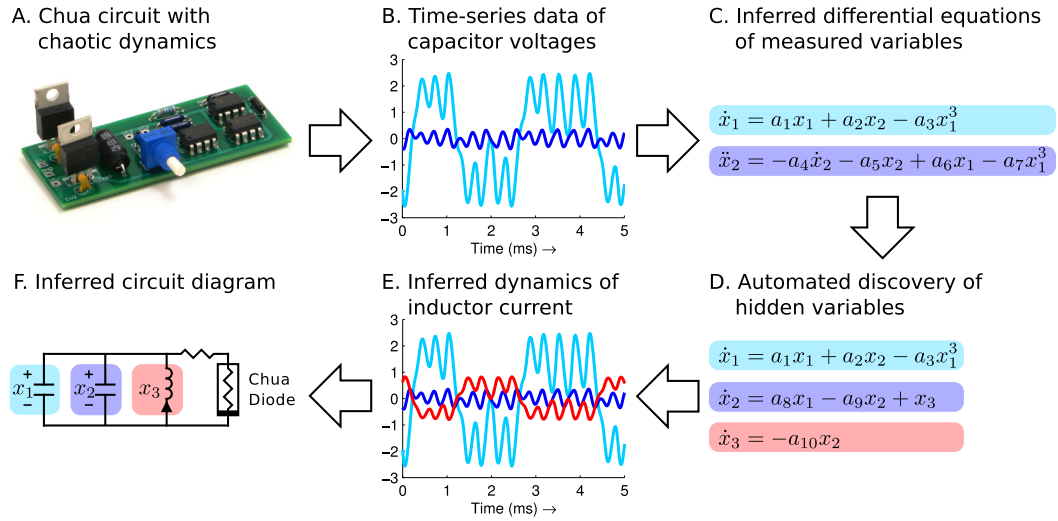 A. Chua circuit with
chaotic dynamics
B. Time-series data of
capacitor voltages
3
2
1
0
−1
−2
−3
0 1 2 3 4 5
Time (ms) →
C. Inferred differential equations
of measured variables
ẋ₁ = a₁x₁ + a₂x₂ − a₃x₁³
ẍ₂ = −a₄ẋ₂ − a₅x₂ + a₆x₁ − a₇x₁³
D. Automated discovery of
hidden variables
ẋ₁ = a₁x₁ + a₂x₂ − a₃x₁³
ẋ₂ = a₈x₁ − a₉x₂ + x₃
ẋ₃ = −a₁₀x₂
E. Inferred dynamics of
inductor current
3
2
1
0
−1
−2
−3
0 1 2 3 4 5
Time (ms) →
F. Inferred circuit diagram
+ +
x₁ x₂ x₃
− −
Chua
Diode